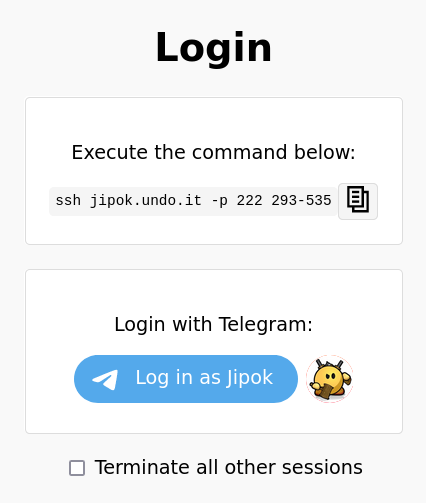 Login
Execute the command below:
ssh jipok.undo.it -p 222 293-535
Login with Telegram:
Log in as Jipok
Terminate all other sessions